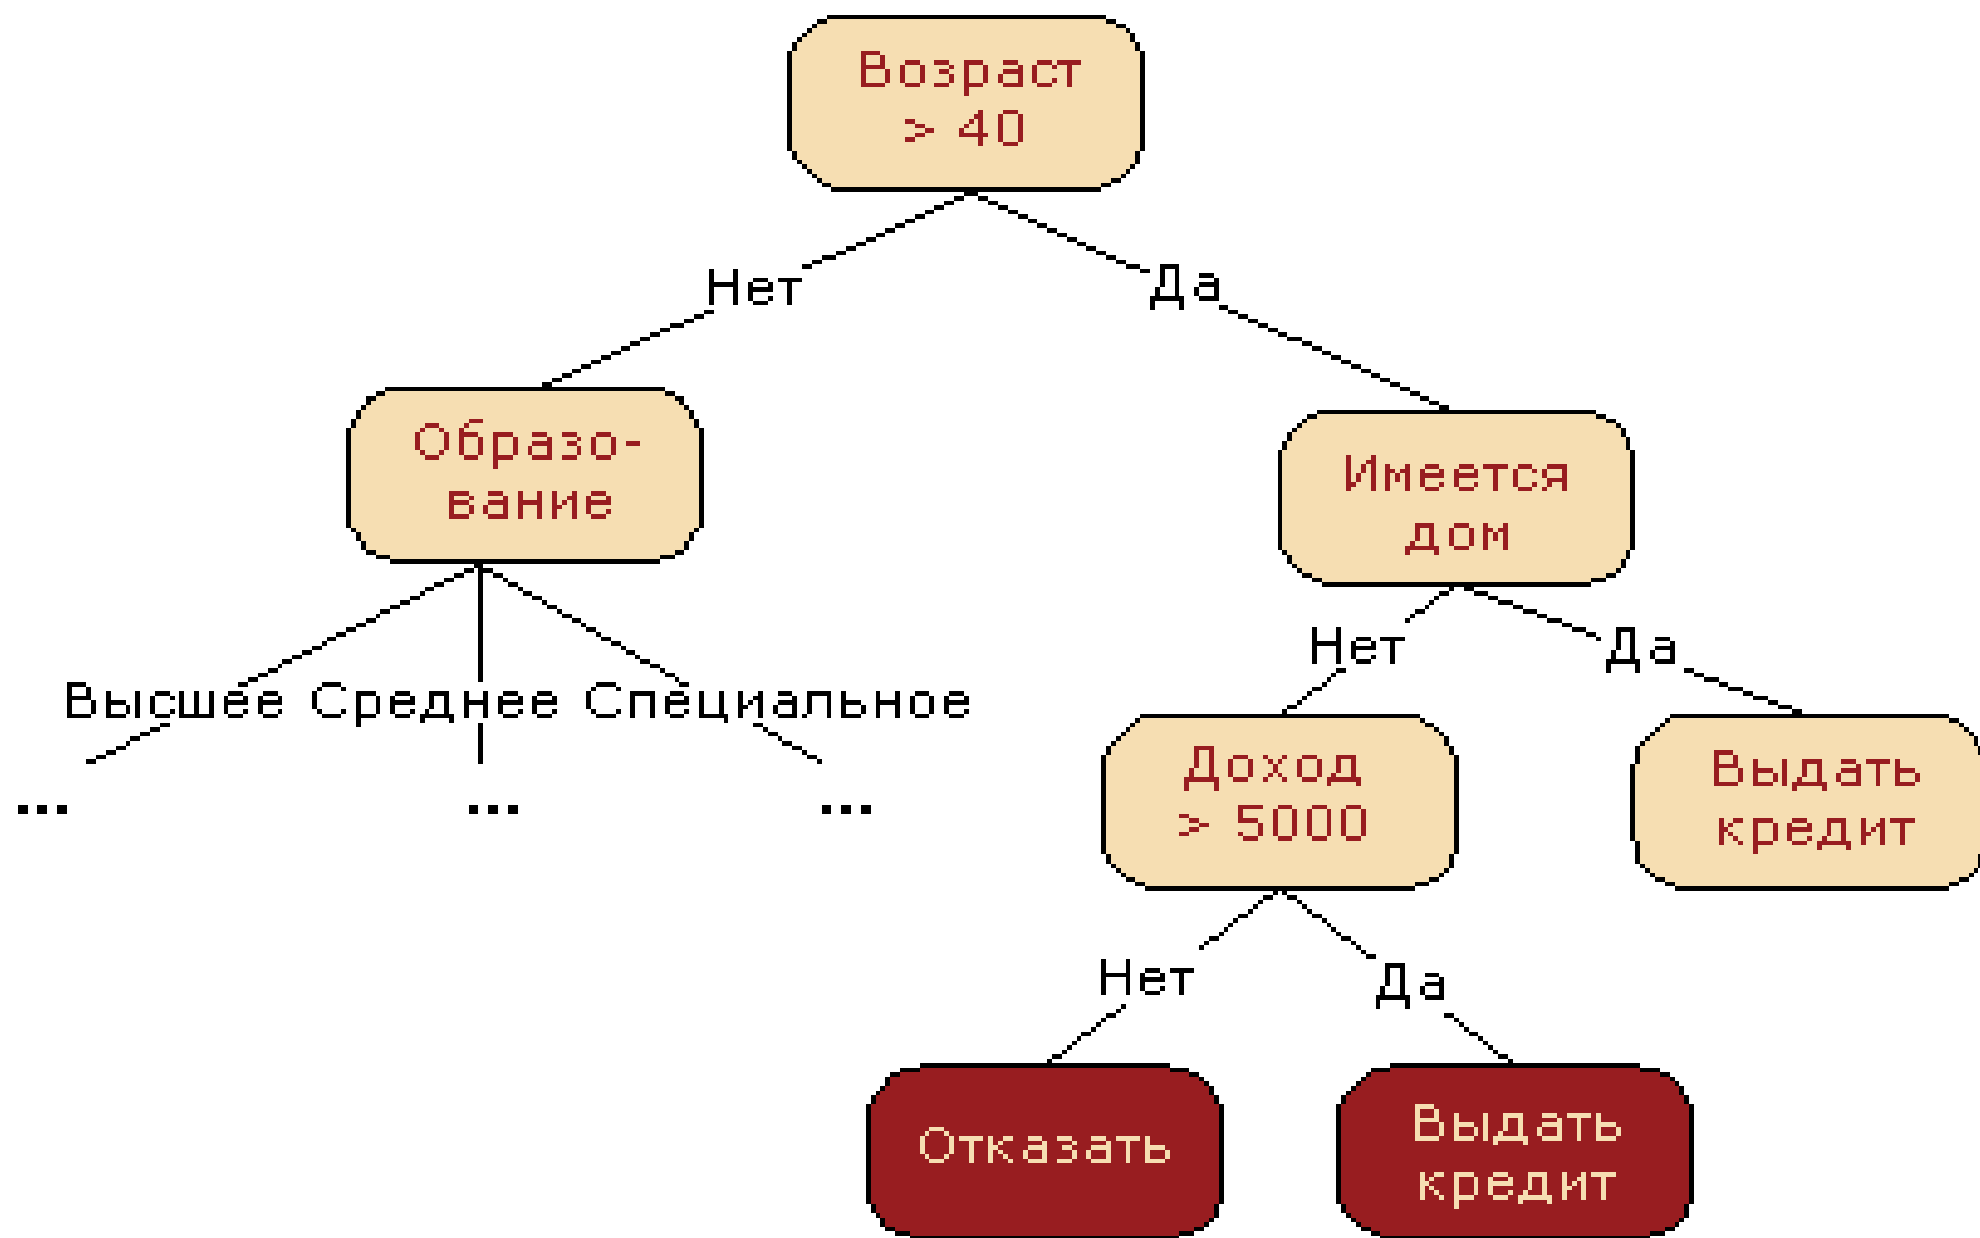 Возраст
> 40
Нет
Да
Образо-
вание
Имеется
дом
Нет
Да
Высшее Среднее Специальное
Доход
> 5000
Выдать
кредит
...
...
...
Нет
Да
Отказать
Выдать
кредит